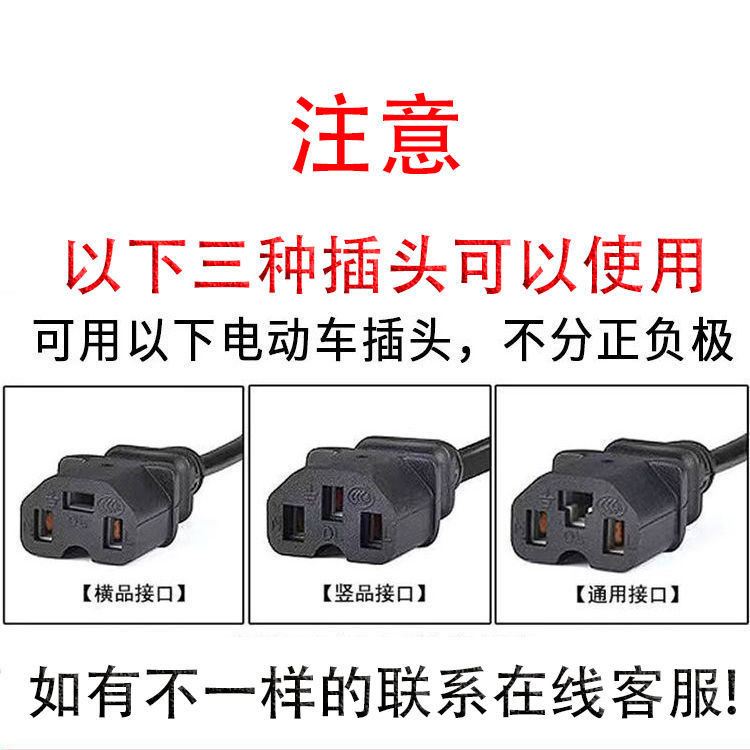 注意
以下三种插头可以使用
可用以下电动车插头，不分正负极
【横品接口】
【竖品接口】
【通用接口】
如有不一样的联系在线客服!